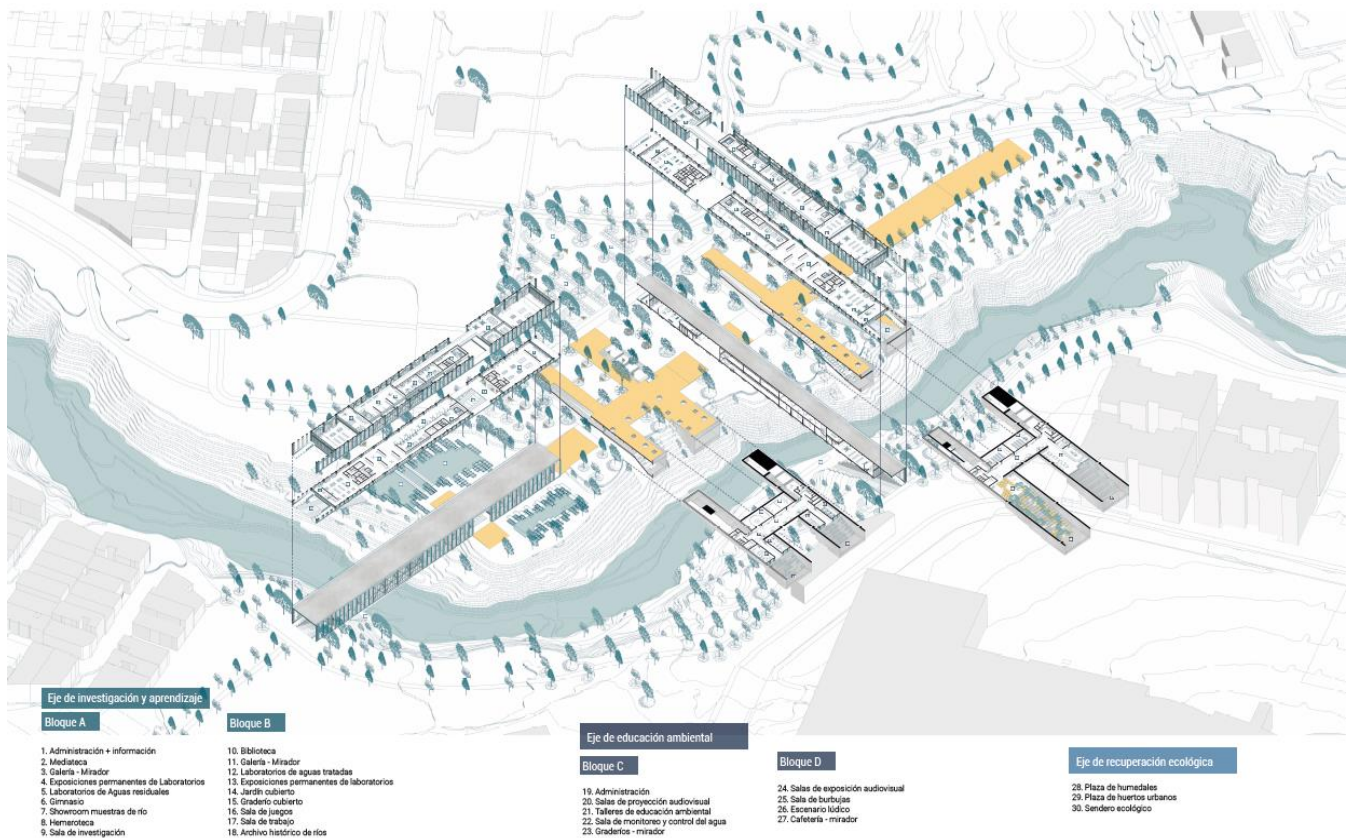 Eje de investigación y aprendizaje
Bloque A
1. Administración + información
2. Mediateca
3. Galería - Mirador
4. Exposiciones permanentes de Laboratorios
5. Laboratorios de Aguas residuales
6. Gimnasio
7. Showroom muestras de río
8. Hemeroteca
9. Sala de investigación
Bloque B
10. Biblioteca
11. Galería - Mirador
12. Laboratorios de aguas tratadas
13. Exposiciones permanentes de laboratorios
14. Jardín cubierto
15. Graderío cubierto
16. Sala de juegos
17. Sala de trabajo
18. Archivo histórico de ríos
Eje de educación ambiental
Bloque C
19. Administración
20. Salas de proyección audiovisual
21. Talleres de educación ambiental
22. Sala de monitoreo y control del agua
23. Graderíos - mirador
Bloque D
24. Salas de exposición audiovisual
25. Sala de burbujas
26. Escenario lúdico
27. Cafetería - mirador
Eje de recuperación ecológica
28. Plaza de humedales
29. Plaza de huertos urbanos
30. Sendero ecológico